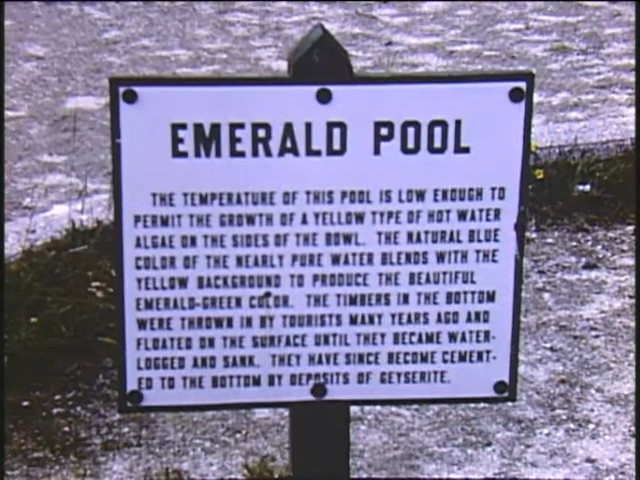 EMERALD POOL
THE TEMPERATURE OF THIS POOL IS LOW ENOUGH TO
PERMIT THE GROWTH OF A YELLOW TYPE OF HOT WATER
ALGAE ON THE SIDES OF THE BOWL. THE NATURAL BLUE
COLOR OF THE NEARLY PURE WATER BLENDS WITH THE
YELLOW BACKGROUND TO PRODUCE THE BEAUTIFUL
EMERALD-GREEN COLOR. THE TIMBERS IN THE BOTTOM
WERE THROWN IN BY TOURISTS MANY YEARS AGO AND
FLOATED ON THE SURFACE UNTIL THEY BECAME WATER-
LOGGED AND SANK. THEY HAVE SINCE BECOME CEMENT-
ED TO THE BOTTOM BY DEPOSITS OF GEYSERITE.